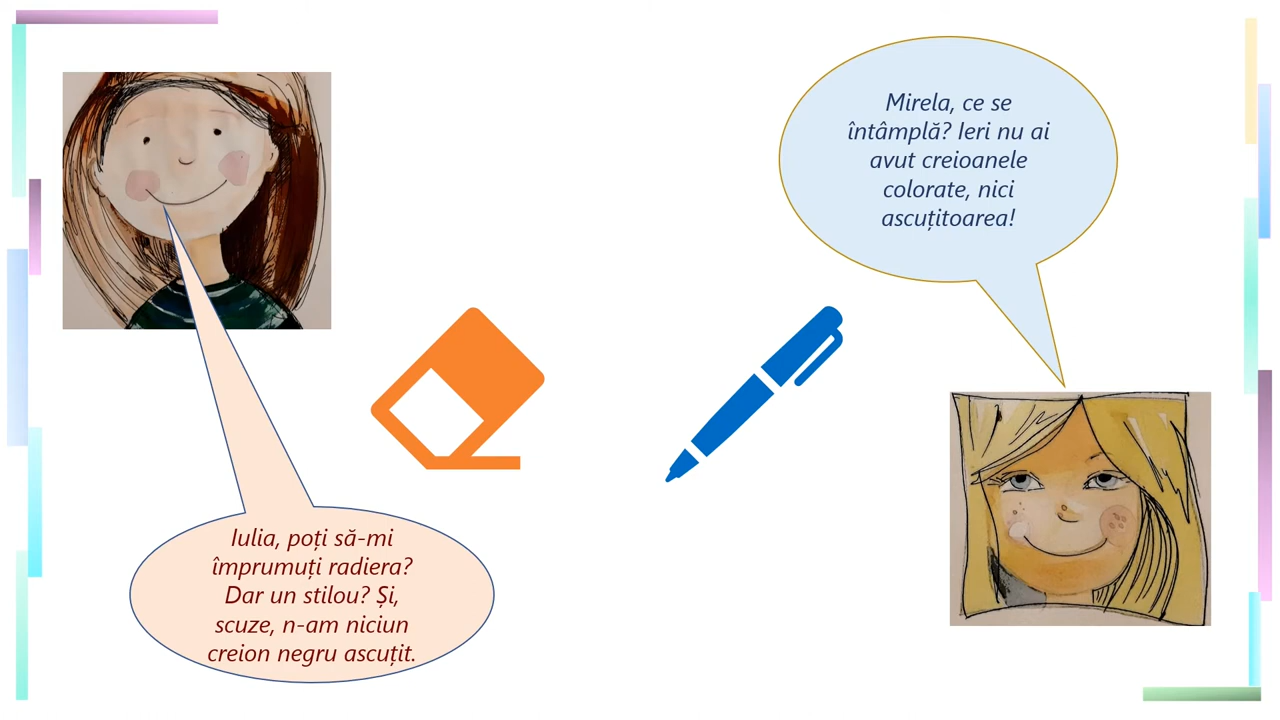 Iulia, poți să-mi
împrumuți radiera?
Dar un stilou? Și,
scuze, n-am niciun
creion negru ascuțit.
Mirela, ce se
întâmplă? Ieri nu ai
avut creioanele
colorate, nici
ascuțitoarea!